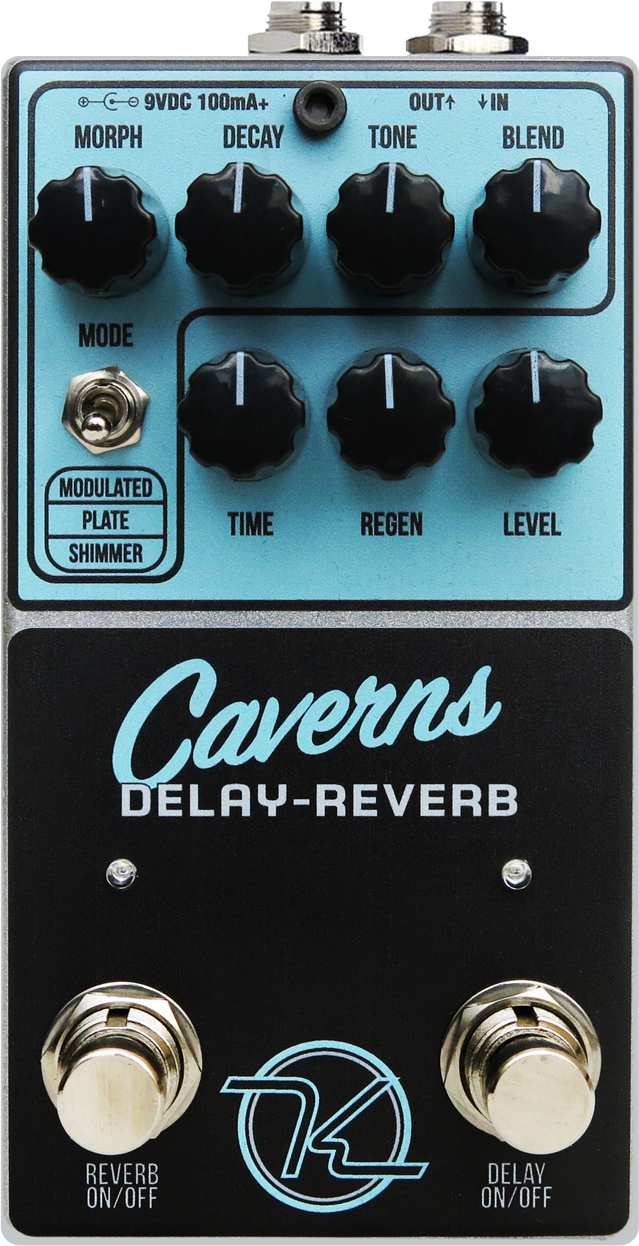 9VDC 100mA+ OUT↑ ↓IN
MORPH DECAY TONE BLEND
MODE
MODULATED
PLATE
SHIMMER
TIME REGEN LEVEL
Caverns
DELAY-REVERB
K
REVERB
ON/OFF
DELAY
ON/OFF